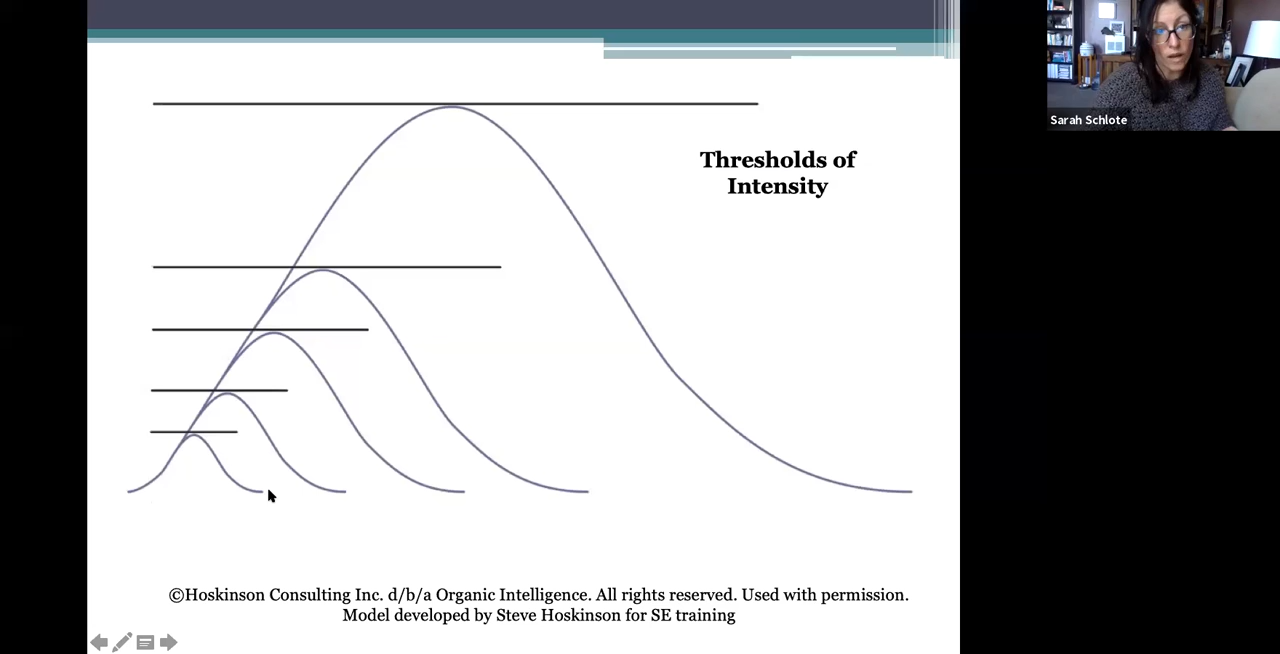 Thresholds of
Intensity
Sarah Schlote
©Hoskinson Consulting Inc. d/b/a Organic Intelligence. All rights reserved. Used with permission.
Model developed by Steve Hoskinson for SE training